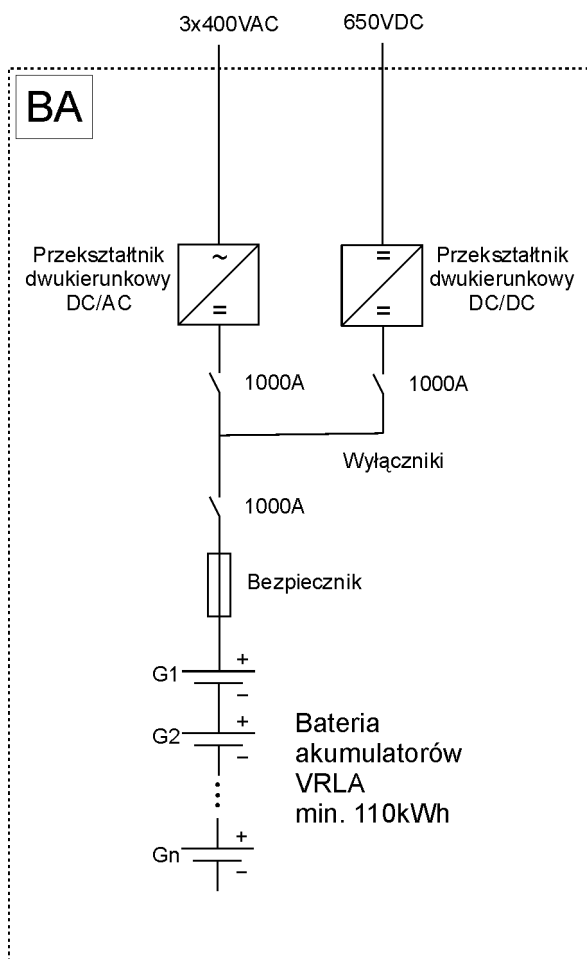 3x400VAC
650VDC
BA
Przekształtnik
dwukierunkowy
DC/AC
~
=
=
=
Przekształtnik
dwukierunkowy
DC/DC
1000A
1000A
Wyłączniki
1000A
Bezpiecznik
G1
+
−
G2
+
−
Bateria
akumulatorów
VRLA
min. 110kWh
Gn
+
−